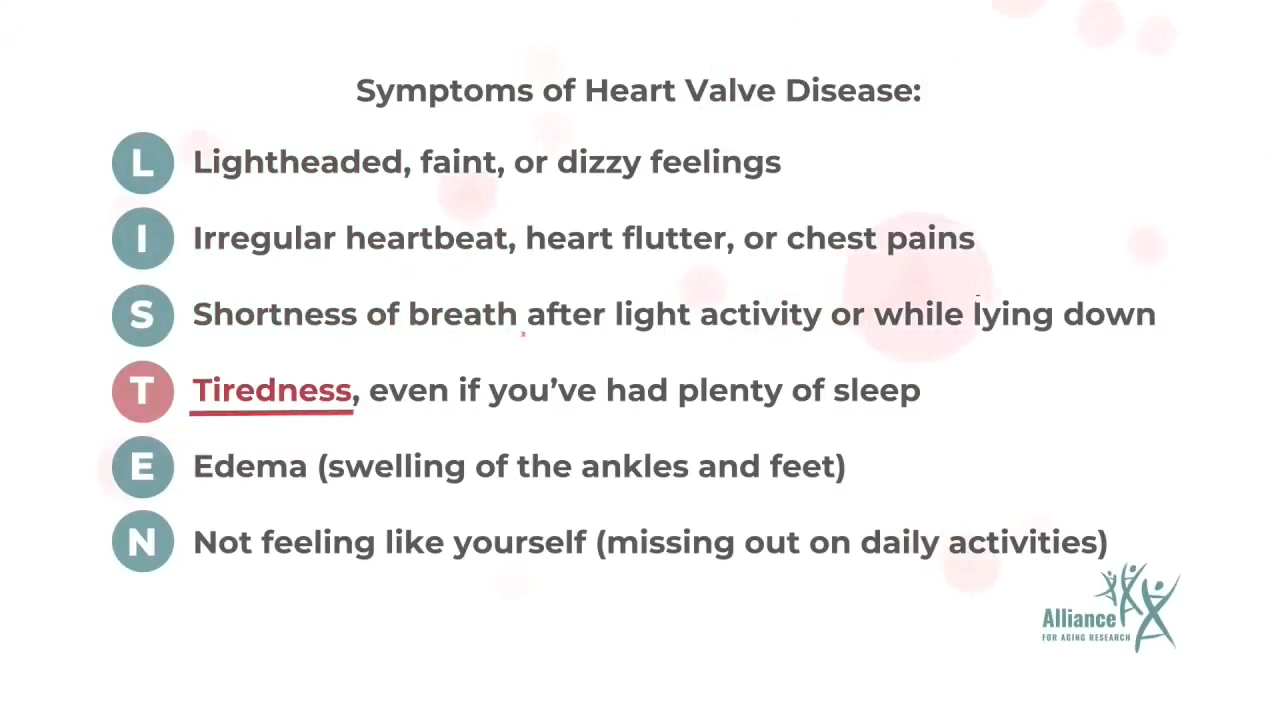 Symptoms of Heart Valve Disease:
L Lightheaded, faint, or dizzy feelings
I Irregular heartbeat, heart flutter, or chest pains
S Shortness of breath after light activity or while lying down
T Tiredness, even if you’ve had plenty of sleep
E Edema (swelling of the ankles and feet)
N Not feeling like yourself (missing out on daily activities)
Alliance
FOR AGING RESEARCH